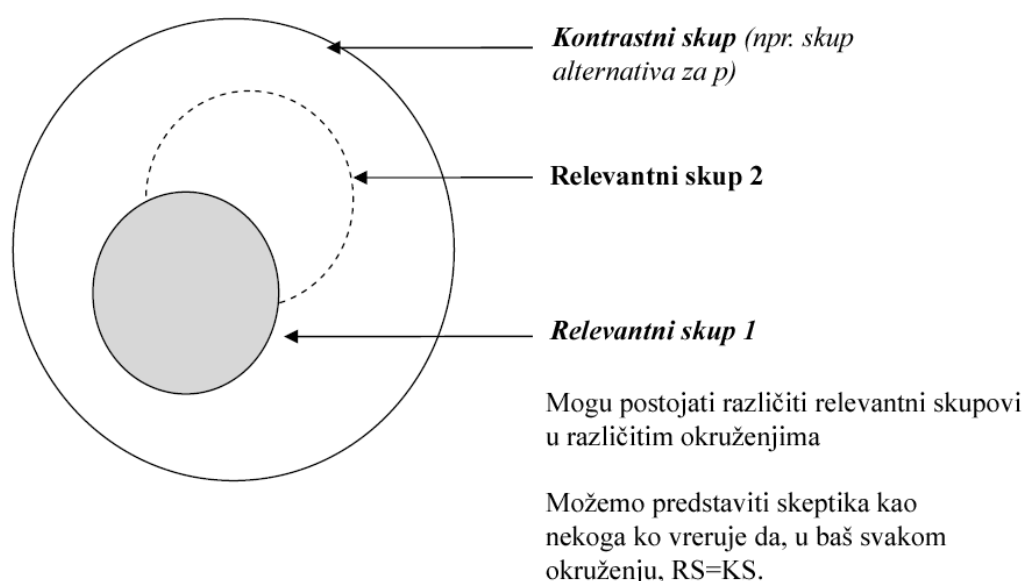 Kontrastni skup (npr. skup
alternativa za p)
Relevantni skup 2
Relevantni skup 1
Mogu postojati različiti relevantni skupovi
u različitim okruženjima
Možemo predstaviti skeptika kao
nekoga ko vreruje da, u baš svakom
okruženju, RS=KS.